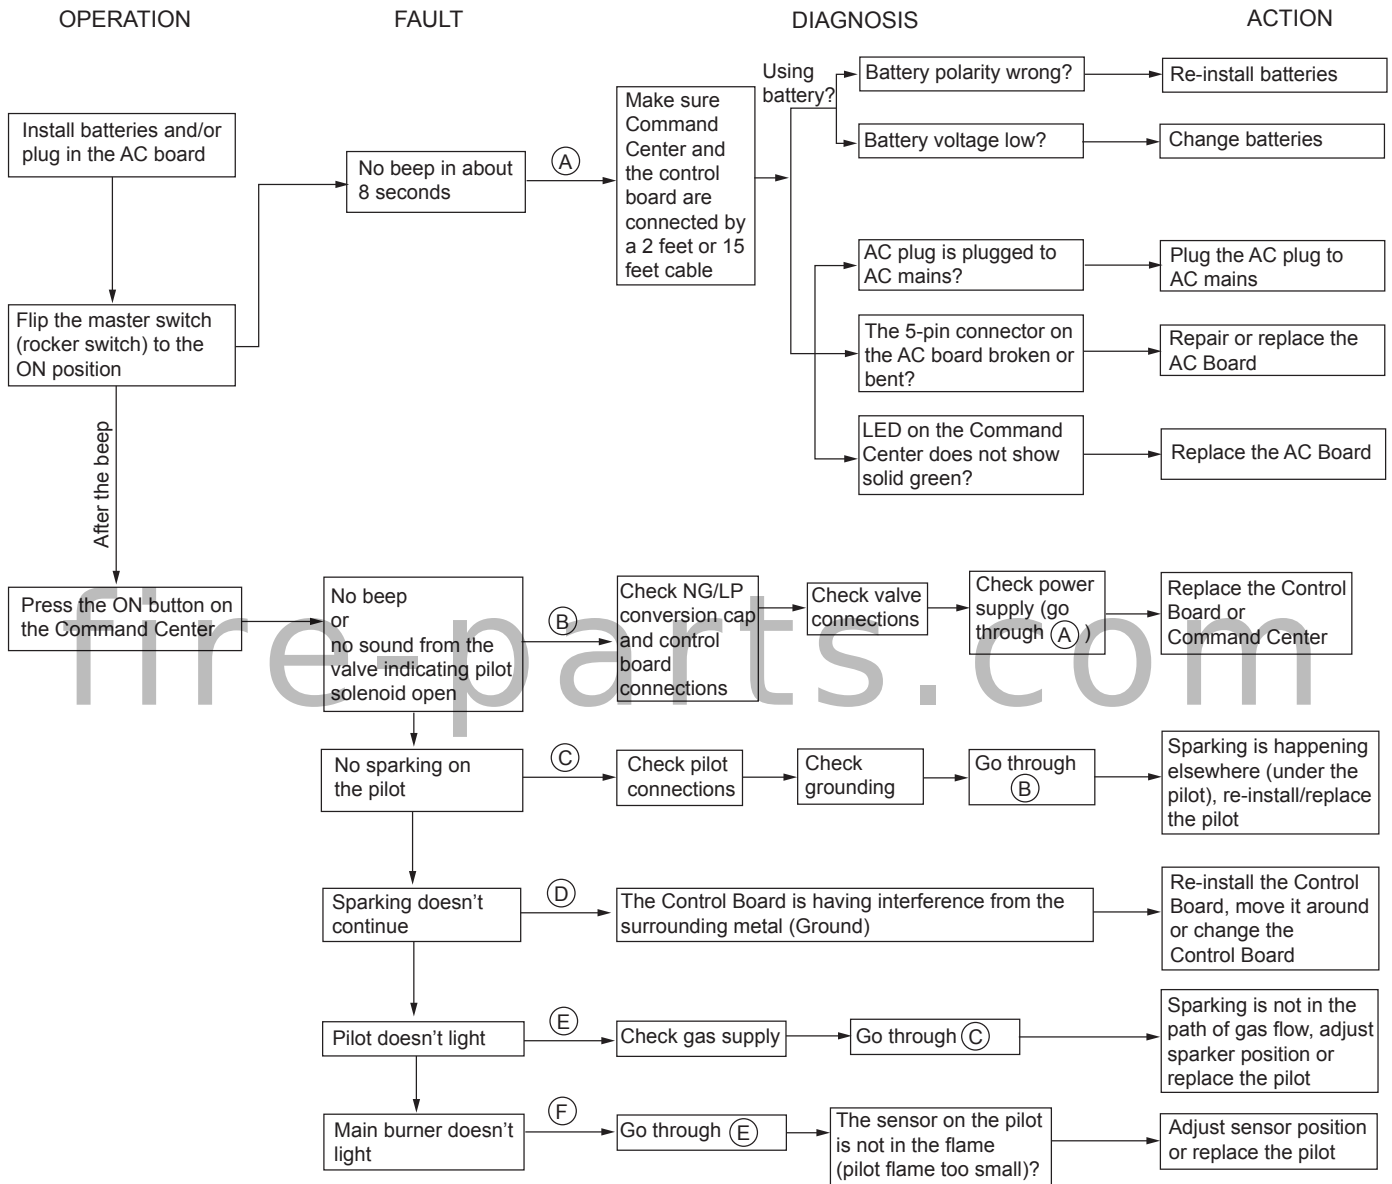 OPERATION
FAULT
DIAGNOSIS
ACTION
Install batteries and/or
plug in the AC board
Flip the master switch
(rocker switch) to the
ON position
After the beep
No beep in about
8 seconds
A
Make sure
Command
Center and
the control
board are
connected by
a 2 feet or 15
feet cable
Using
battery?
Battery polarity wrong?
Re-install batteries
Battery voltage low?
Change batteries
AC plug is plugged to
AC mains?
Plug the AC plug to
AC mains
The 5-pin connector on
the AC board broken or
bent?
Repair or replace the
AC Board
LED on the Command
Center does not show
solid green?
Replace the AC Board
Press the ON button on
the Command Center
No beep
or
no sound from the
valve indicating pilot
solenoid open
B
Check NG/LP
conversion cap
and control
board
connections
Check valve
connections
Check power
supply (go
through A )
Replace the Control
Board or
Command Center
fire-parts.com
No sparking on
the pilot
C
Check pilot
connections
Check
grounding
Go through
B
Sparking is happening
elsewhere (under the
pilot), re-install/replace
the pilot
Sparking doesn't
continue
D
The Control Board is having interference from the
surrounding metal (Ground)
Re-install the Control
Board, move it around
or change the
Control Board
Pilot doesn't light
E
Check gas supply
Go through C
Sparking is not in the
path of gas flow, adjust
sparker position or
replace the pilot
Main burner doesn't
light
F
Go through E
The sensor on the pilot
is not in the flame
(pilot flame too small)?
Adjust sensor position
or replace the pilot